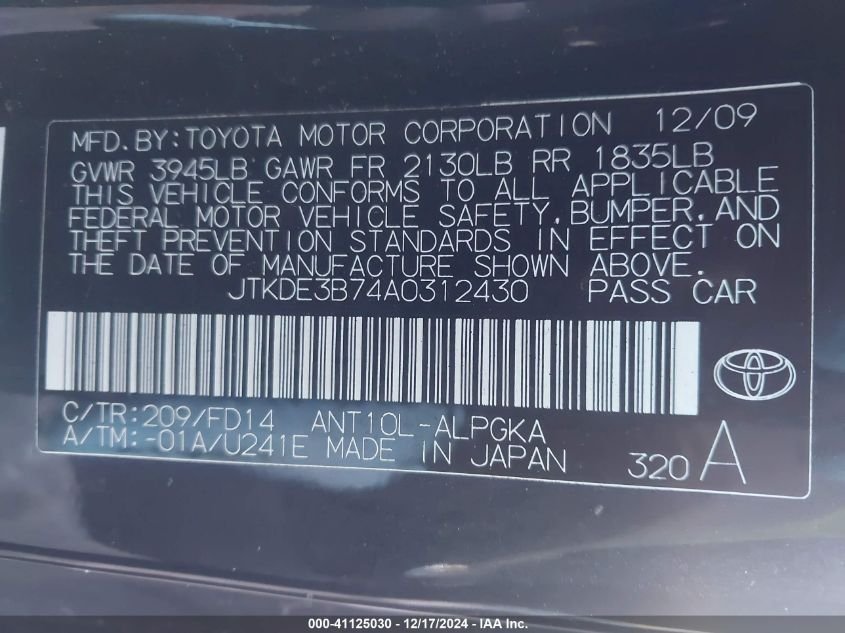 MFD. BY: TOYOTA MOTOR CORPORATION 12/09
GVWR 3945LB GAWR FR 2130LB RR 1835LB
THIS VEHICLE CONFORMS TO ALL APPLICABLE
FEDERAL MOTOR VEHICLE SAFETY, BUMPER, AND
THEFT PREVENTION STANDARDS IN EFFECT ON
THE DATE OF MANUFACTURE SHOWN ABOVE.
JTKDE3B74A0312430 PASS CAR
C/TR: 209/FD14 ANT10L-ALPGKA
A/TM: -01A/U241E MADE IN JAPAN 320 A
000-41125030 - 12/17/2024 - IAA Inc.